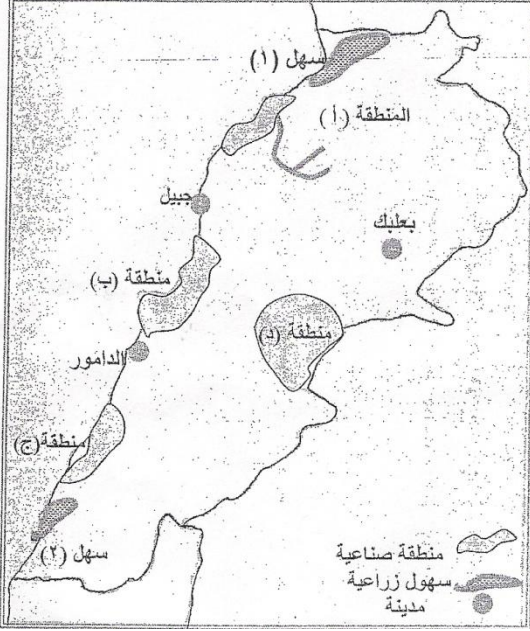 سهل (١)
المنطقة (أ)
جبيل
بعلبك
منطقة (ب)
منطقة (د)
الدامور
منطقة (ج)
سهل (٢)
منطقة صناعية
سهول زراعية
مدينة